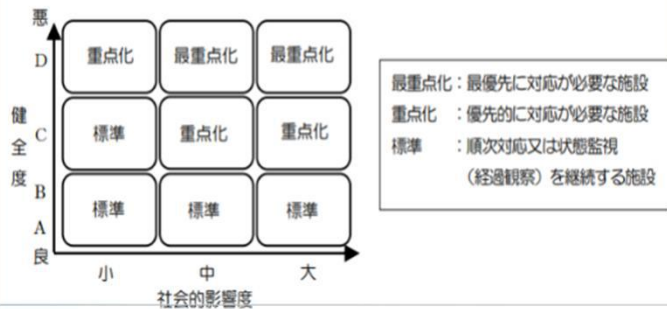 悪
D
重点化
最重点化
最重点化
健全度
C
標準
重点化
重点化
B
A
標準
標準
標準
良
小
中
大
社会的影響度
最重点化：最優先に対応が必要な施設
重点化　：優先的に対応が必要な施設
標準　　：順次対応又は状態監視
（経過観察）を継続する施設